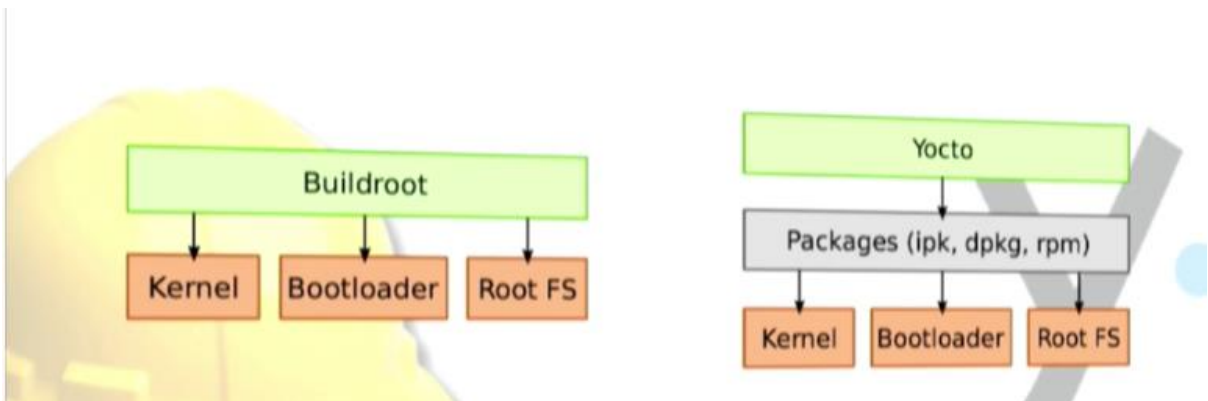 Buildroot
Kernel Bootloader Root FS
Yocto
Packages (ipk, dpkg, rpm)
Kernel Bootloader Root FS